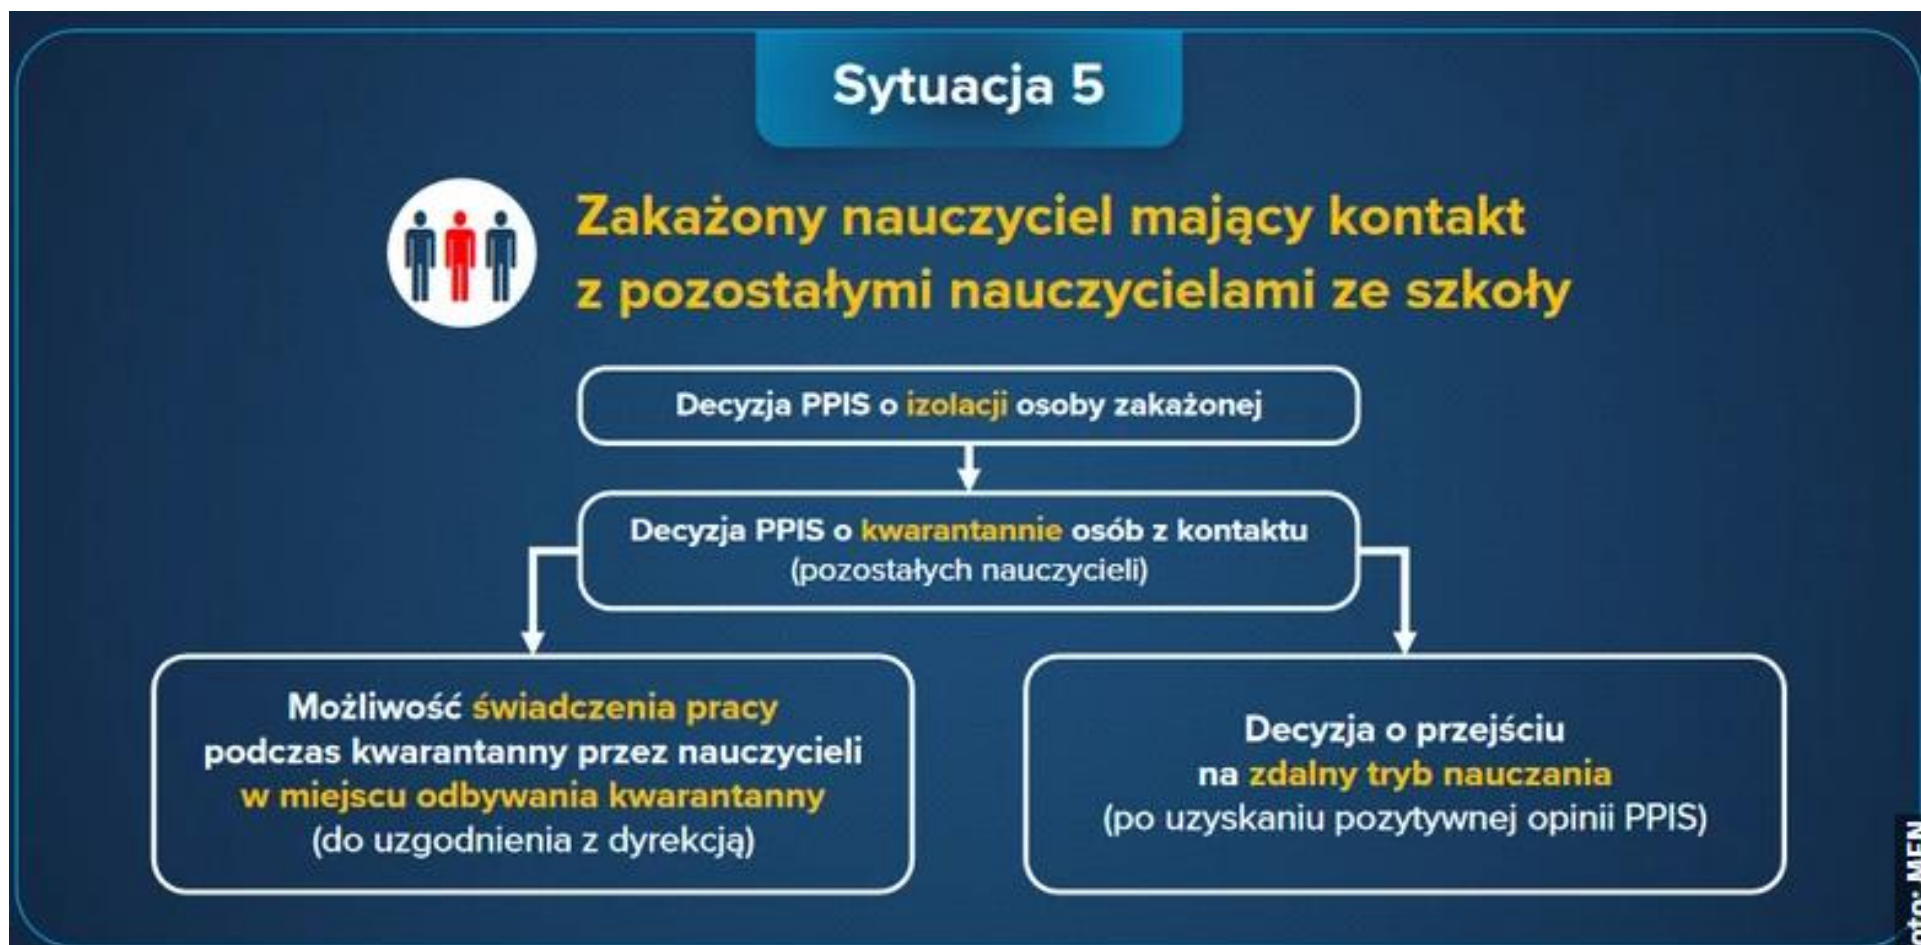 Sytuacja 5
Zakażony nauczyciel mający kontakt
z pozostałymi nauczycielami ze szkoły
Decyzja PPIS o izolacji osoby zakażonej
Decyzja PPIS o kwarantannie osób z kontaktu
(pozostałych nauczycieli)
Możliwość świadczenia pracy
podczas kwarantanny przez nauczycieli
w miejscu odbywania kwarantanny
(do uzgodnienia z dyrekcją)
Decyzja o przejściu
na zdalny tryb nauczania
(po uzyskaniu pozytywnej opinii PPIS)
MEN